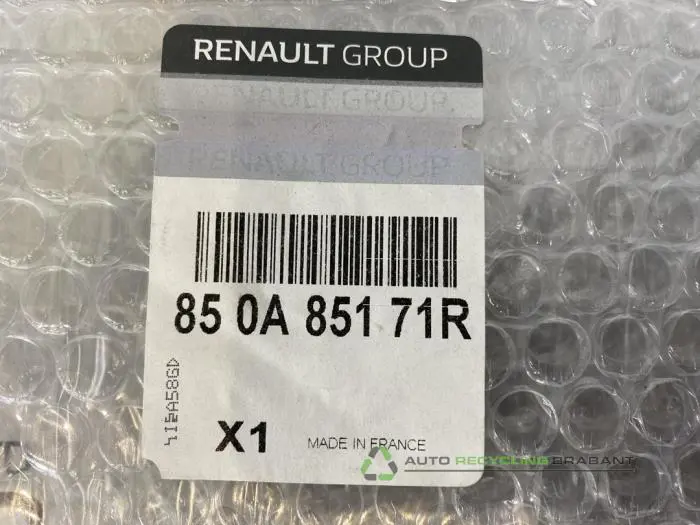 RENAULT GROUP
RENAULT GROUP
RENAULT GROUP
85 0A 851 71R
X1
MADE IN FRANCE
AUTO RECYCLING BRABANT